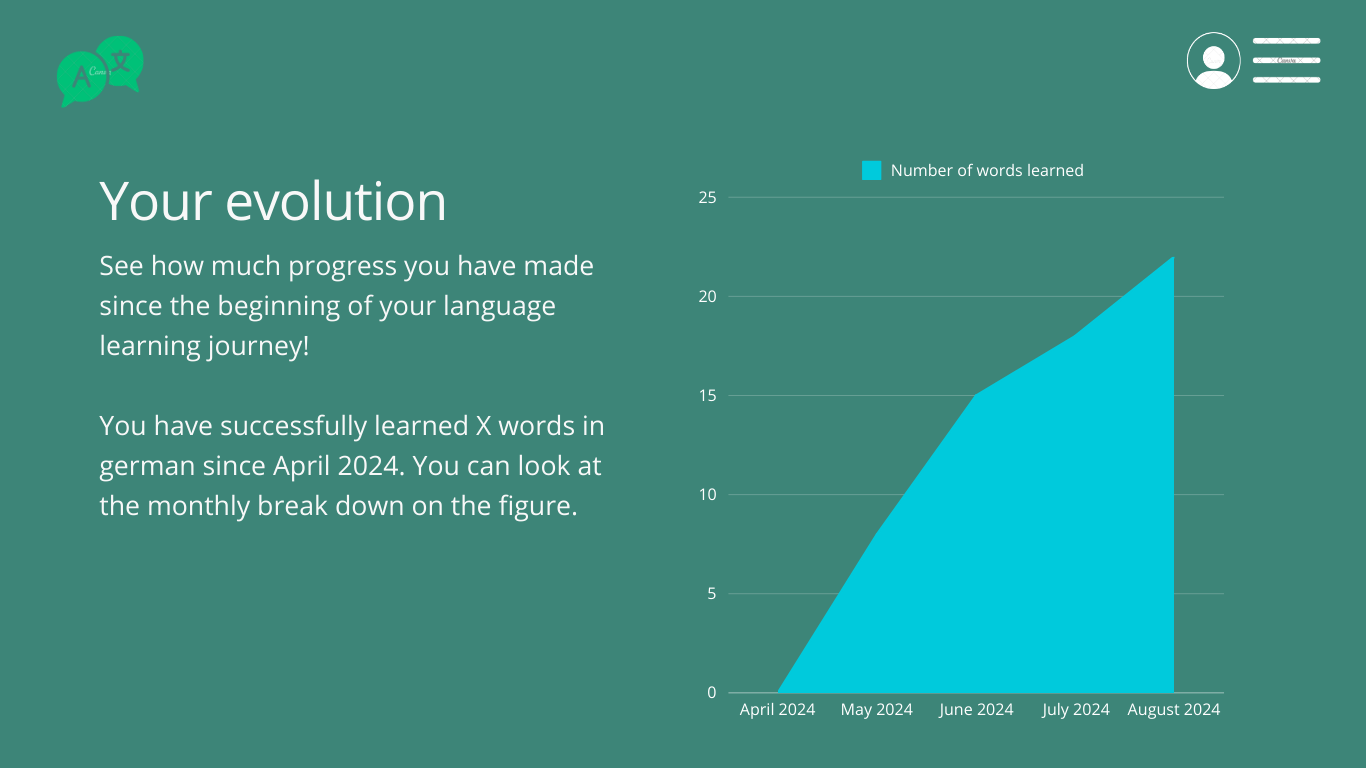 A 文
Canva
Canva
Number of words learned
Your evolution
See how much progress you have made
since the beginning of your language
learning journey!
You have successfully learned X words in
german since April 2024. You can look at
the monthly break down on the figure.
25
20
15
10
5
0
April 2024 May 2024 June 2024 July 2024 August 2024